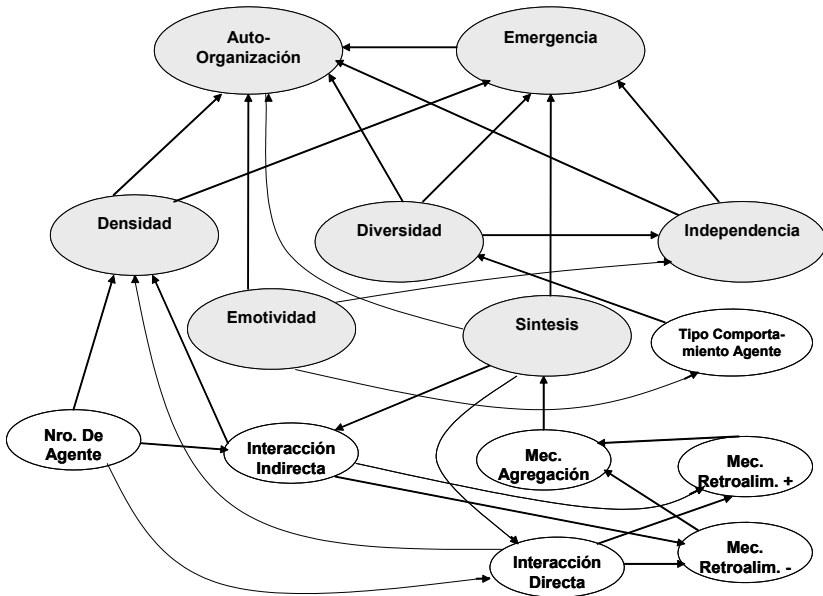 Auto-
Organización
Emergencia
Densidad
Diversidad
Independencia
Emotividad
Sintesis
Tipo Comporta-
miento Agente
Nro. De
Agente
Interacción
Indirecta
Mec.
Agregación
Mec.
Retroalim. +
Interacción
Directa
Mec.
Retroalim. -